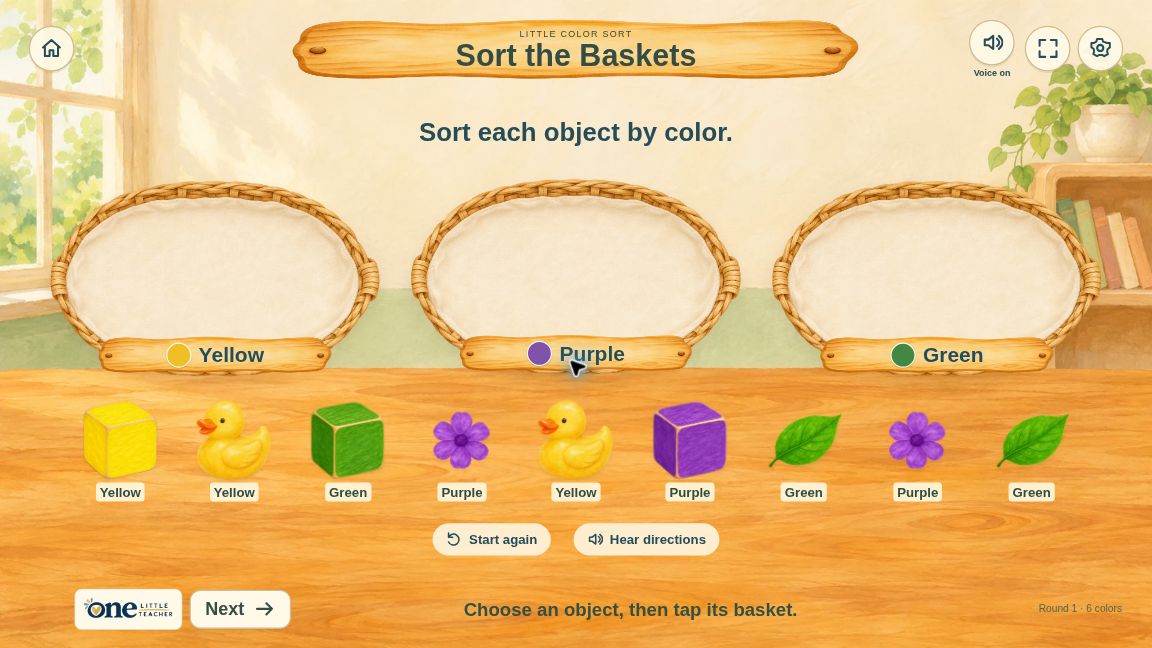 LITTLE COLOR SORT
Sort the Baskets
Voice on
Sort each object by color.
Yellow
Purple
Green
Yellow
Yellow
Green
Purple
Yellow
Purple
Green
Purple
Green
Start again
Hear directions
one LITTLE TEACHER
Next
Choose an object, then tap its basket.
Round 1 · 6 colors